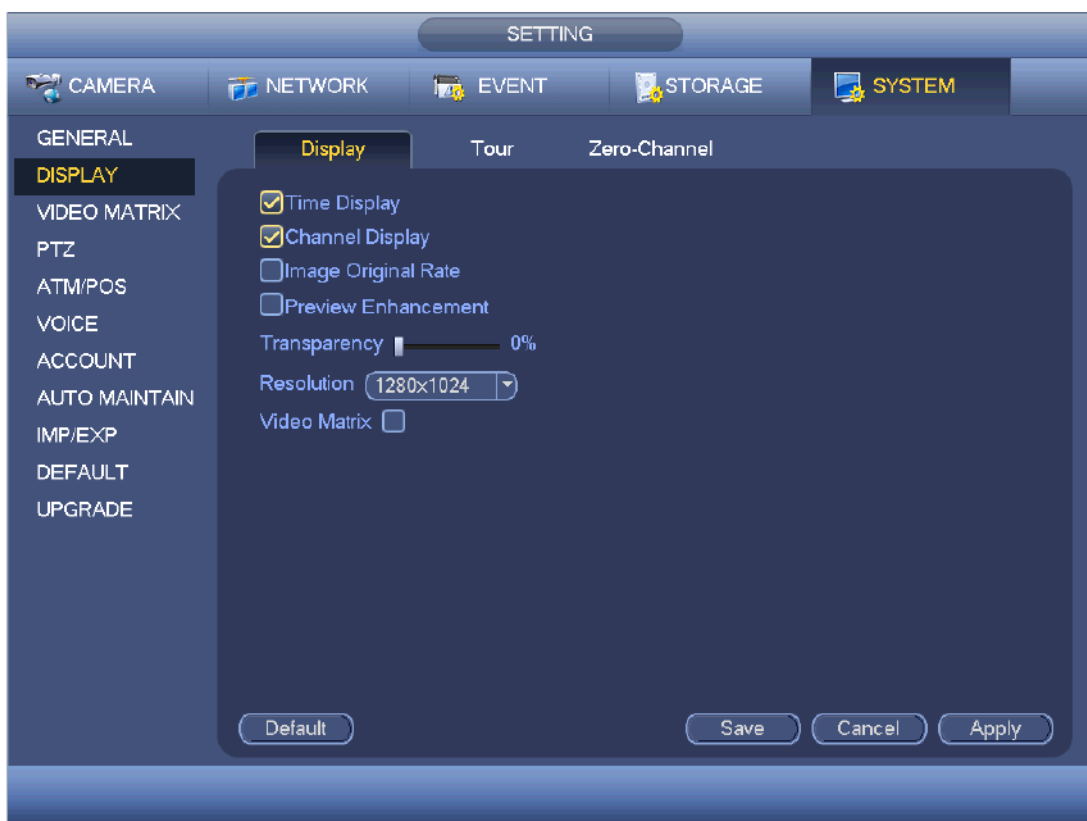 SETTING
CAMERA NETWORK EVENT STORAGE SYSTEM
GENERAL
DISPLAY
VIDEO MATRIX
PTZ
ATM/POS
VOICE
ACCOUNT
AUTO MAINTAIN
IMP/EXP
DEFAULT
UPGRADE
Display Tour Zero-Channel
Time Display
Channel Display
Image Original Rate
Preview Enhancement
Transparency 0%
Resolution 1280x1024
Video Matrix
Default Save Cancel Apply